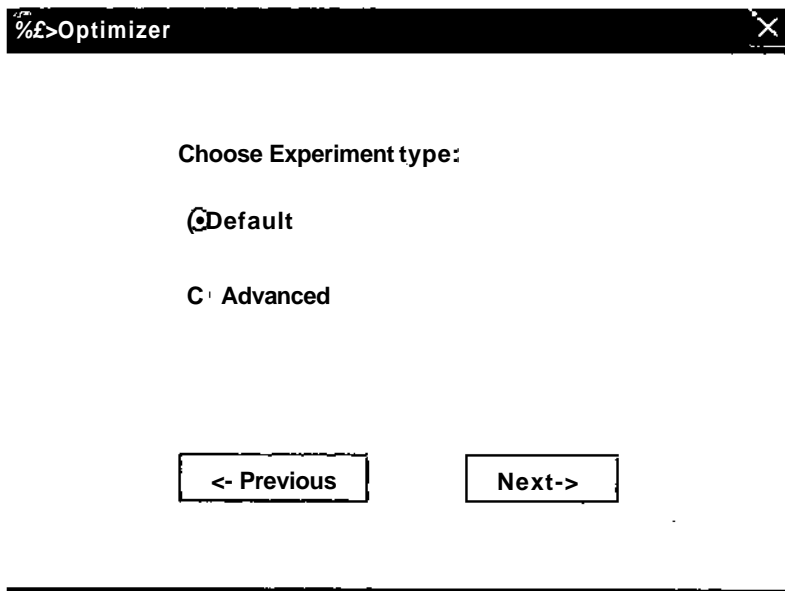 %£>Optimizer
Choose Experiment type:
Default
C Advanced
<- Previous
Next->